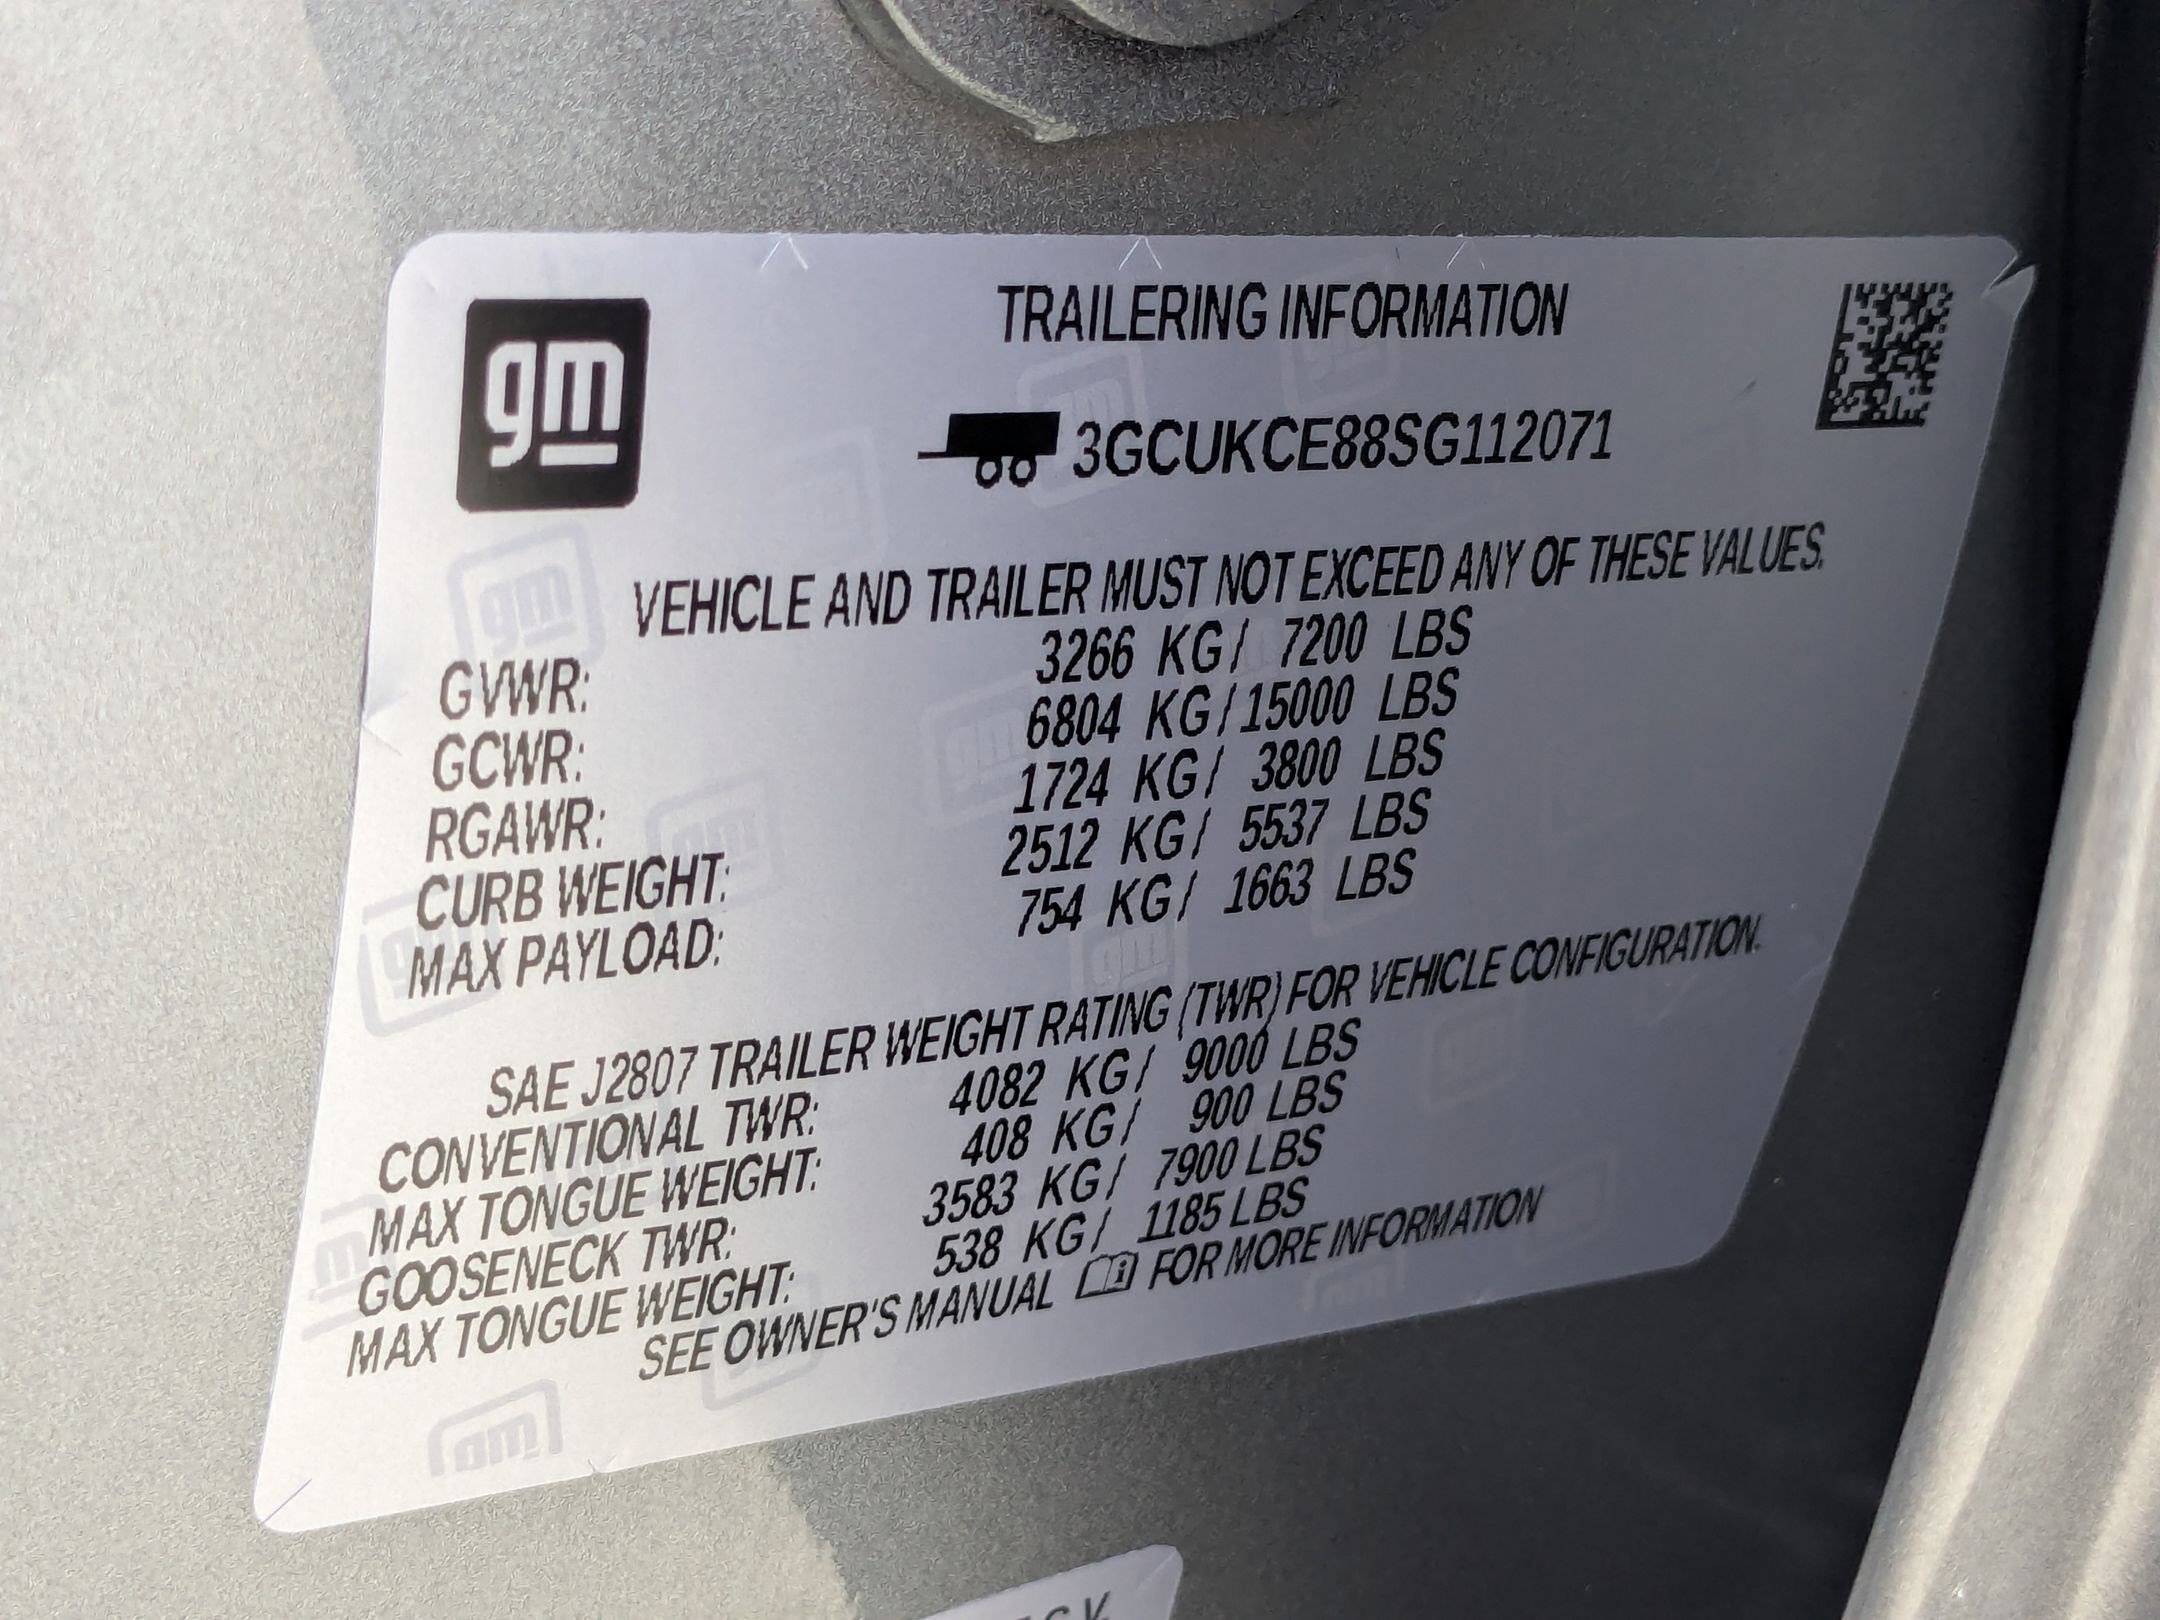 gm
TRAILERING INFORMATION
3GCUKCE88SG112071
VEHICLE AND TRAILER MUST NOT EXCEED ANY OF THESE VALUES.
GVWR: 3266 KG/ 7200 LBS
GCWR: 6804 KG/15000 LBS
RGAWR: 1724 KG/ 3800 LBS
CURB WEIGHT: 2512 KG/ 5537 LBS
MAX PAYLOAD: 754 KG/ 1663 LBS
SAE J2807 TRAILER WEIGHT RATING (TWR) FOR VEHICLE CONFIGURATION.
CONVENTIONAL TWR: 4082 KG/ 9000 LBS
MAX TONGUE WEIGHT: 408 KG/ 900 LBS
GOOSENECK TWR: 3583 KG/ 7900 LBS
MAX TONGUE WEIGHT: 538 KG/ 1185 LBS
SEE OWNER'S MANUAL FOR MORE INFORMATION